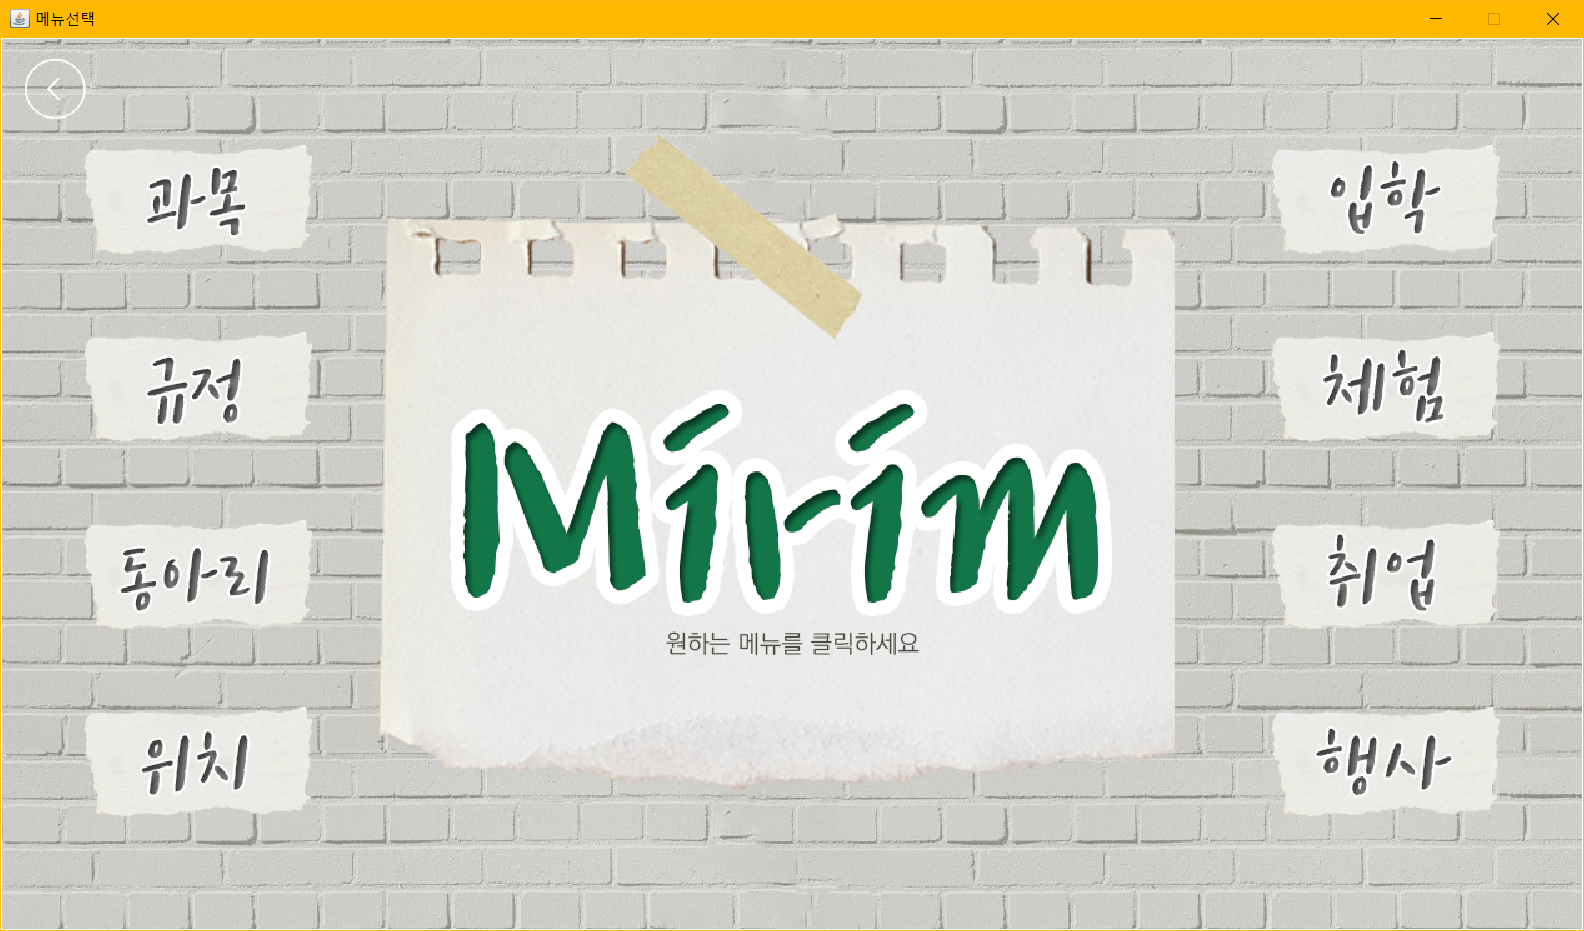 메뉴선택
과목
규정
동아리
위치
Mirim
원하는 메뉴를 클릭하세요
입학
체험
취업
행사